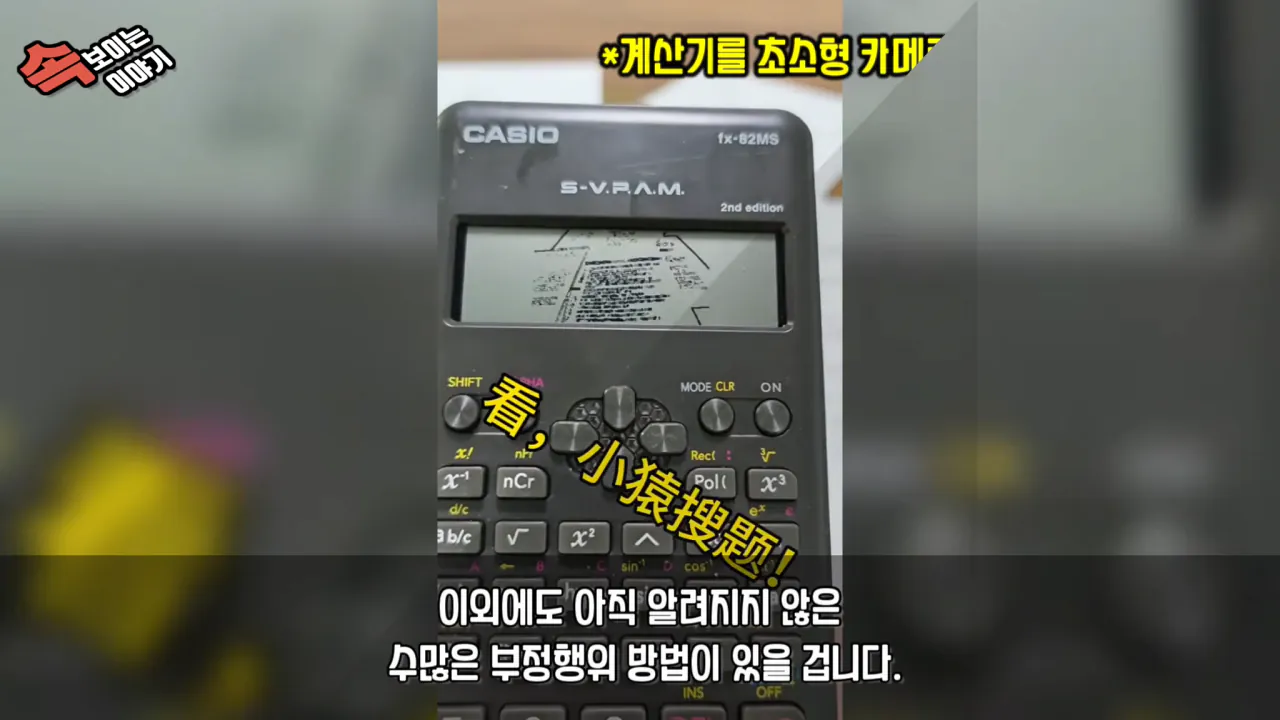 속
보이는
이야기
*계산기를 초소형 카메
CASIO
fx-82MS
S-V.P.A.M.
2nd edition
SHIFT
MODE CLR
ON
看，小猿搜题！
x!
nPr
Rec( :
³√
x⁻¹
nCr
Pol(
x³
d/c
eˣ e
b/c
√
x²
^
A
B
C
sin⁻¹ D
cos⁻¹
이외에도 아직 알려지지 않은
수많은 부정행위 방법이 있을 겁니다.
INS
OFF